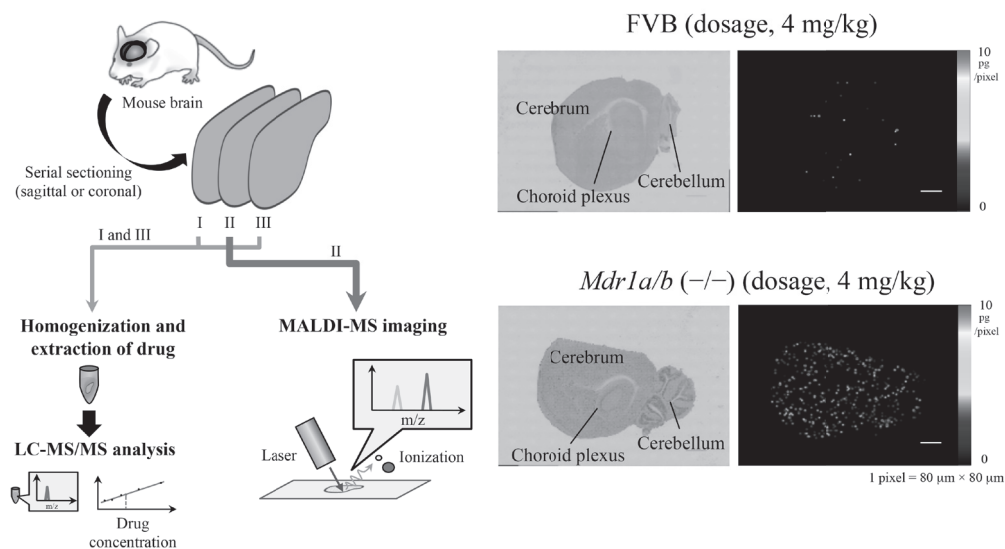 Mouse brain
Serial sectioning
(sagittal or coronal)
I II III
I and III
II
Homogenization and
extraction of drug
LC-MS/MS analysis
m/z
Drug
concentration
MALDI-MS imaging
m/z
Laser
Ionization
FVB (dosage, 4 mg/kg)
Cerebrum
Choroid plexus
Cerebellum
10
pg
/pixel
0
Mdr1a/b (−/−) (dosage, 4 mg/kg)
Cerebrum
Choroid plexus
Cerebellum
10
pg
/pixel
0
1 pixel = 80 μm × 80 μm